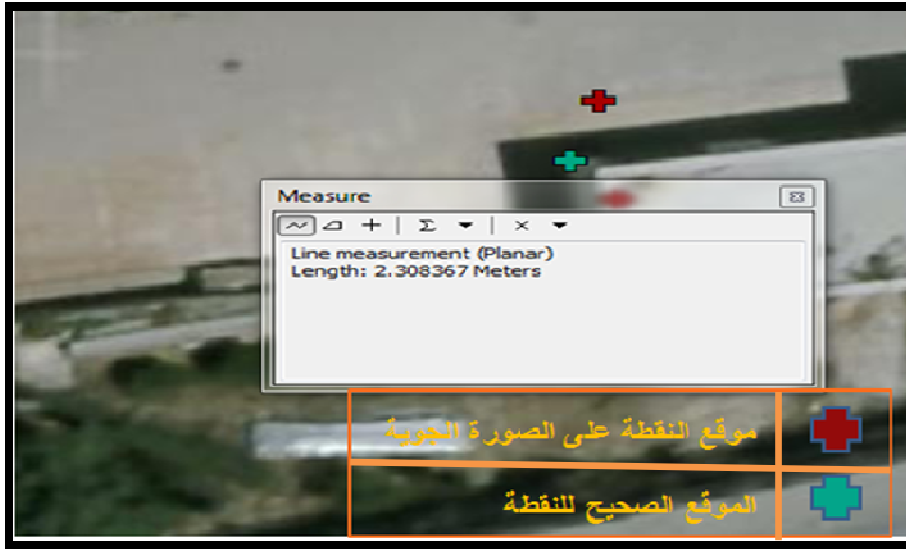 Measure
Line measurement (Planar)
Length: 2.308367 Meters
موقع النقطة على الصورة الجوية
الموقع الصحيح للنقطة